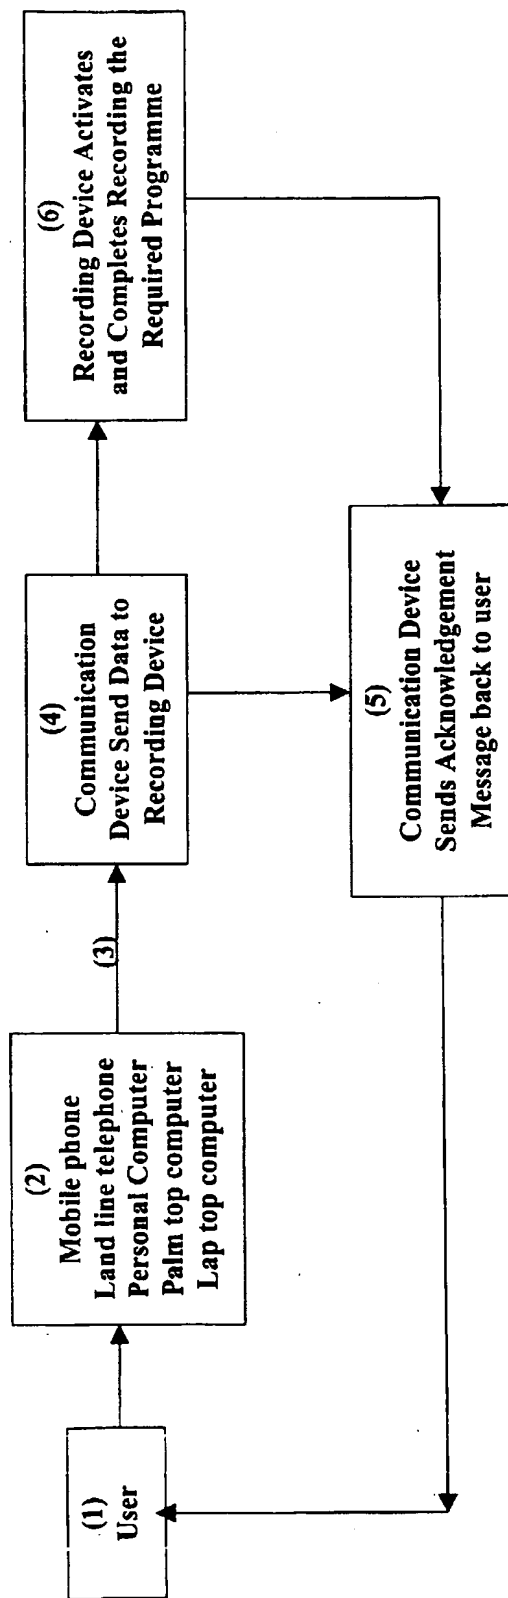 (1)
User
(2)
Mobile phone
Land line telephone
Personal Computer
Palm top computer
Lap top computer
(3)
(4)
Communication
Device Send Data to
Recording Device
(6)
Recording Device Activates
and Completes Recording the
Required Programme
(5)
Communication Device
Sends Acknowledgement
Message back to user